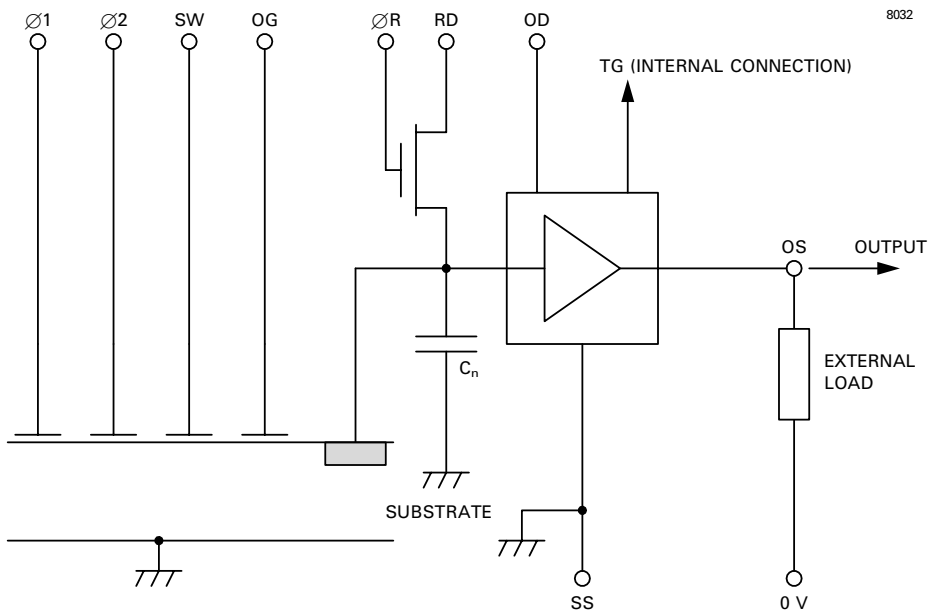 ∅1 ∅2 SW OG ∅R RD OD
8032
TG (INTERNAL CONNECTION)
OS OUTPUT
Cn
EXTERNAL
LOAD
SUBSTRATE
SS
0 V